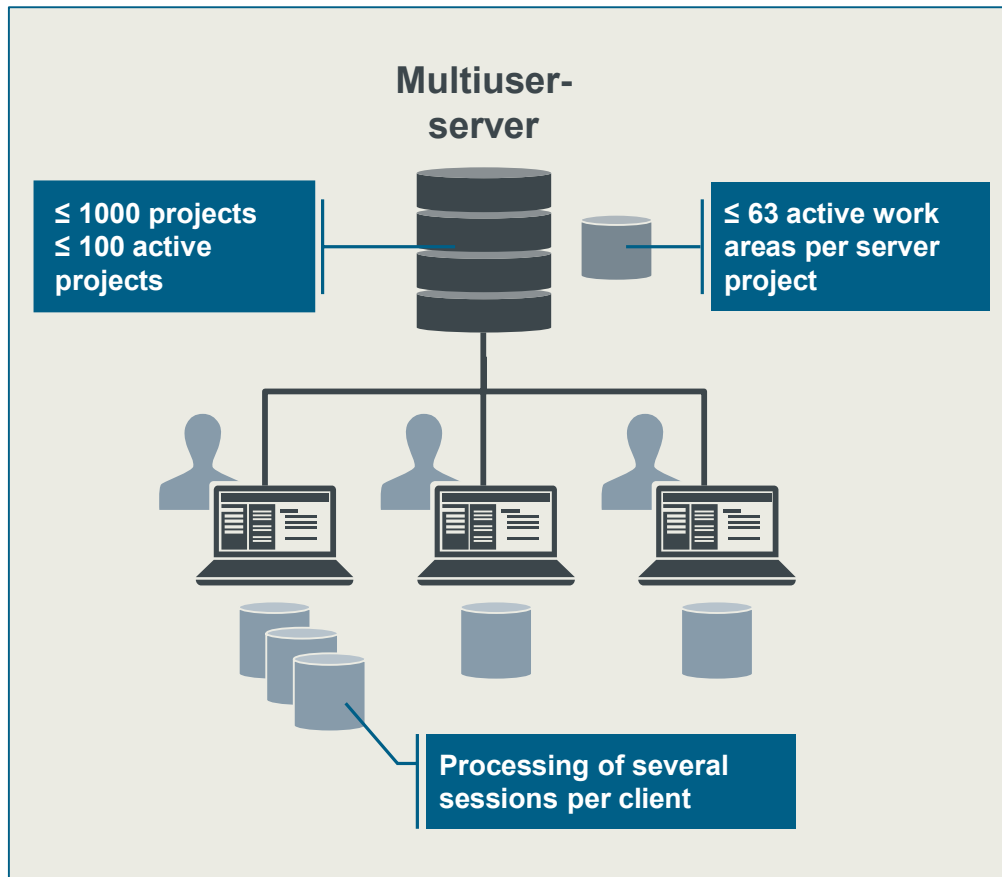 Multiuser-
server
≤ 1000 projects
≤ 100 active
projects
≤ 63 active work
areas per server
project
Processing of several
sessions per client